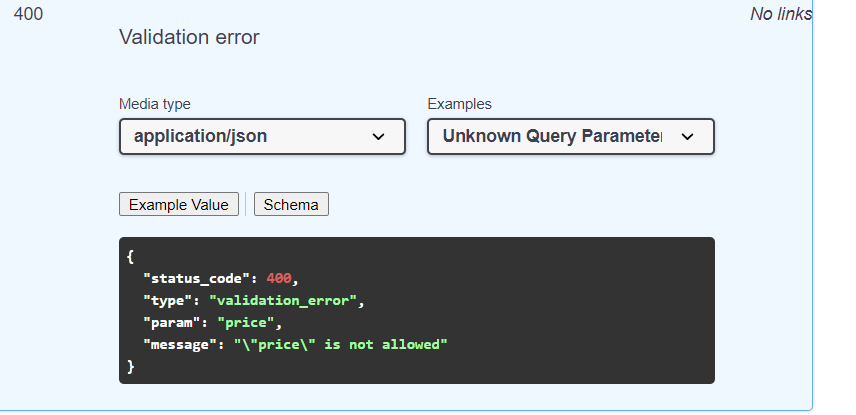 400
No links
Validation error
Media type
Examples
application/json
Unknown Query Parameter
Example Value
Schema
{
"status_code": 400,
"type": "validation_error",
"param": "price",
"message": "\"price\" is not allowed"
}